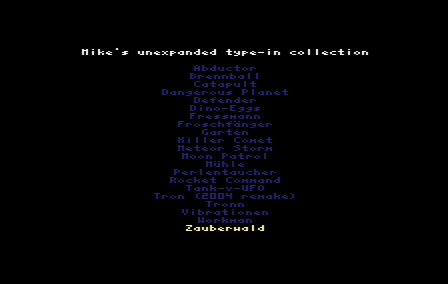 Mike's unexpanded type-in collection
Abductor
Brennball
Catapult
Dangerous Planet
Defender
Dino-Eggs
Fressmann
Froschfänger
Garten
Killer Comet
Meteor Storm
Moon Patrol
Mühle
Perlentaucher
Rocket Command
Tank-v-UFO
Tron (2004 remake)
Tronn
Vibrationen
Workman
Zauberwald